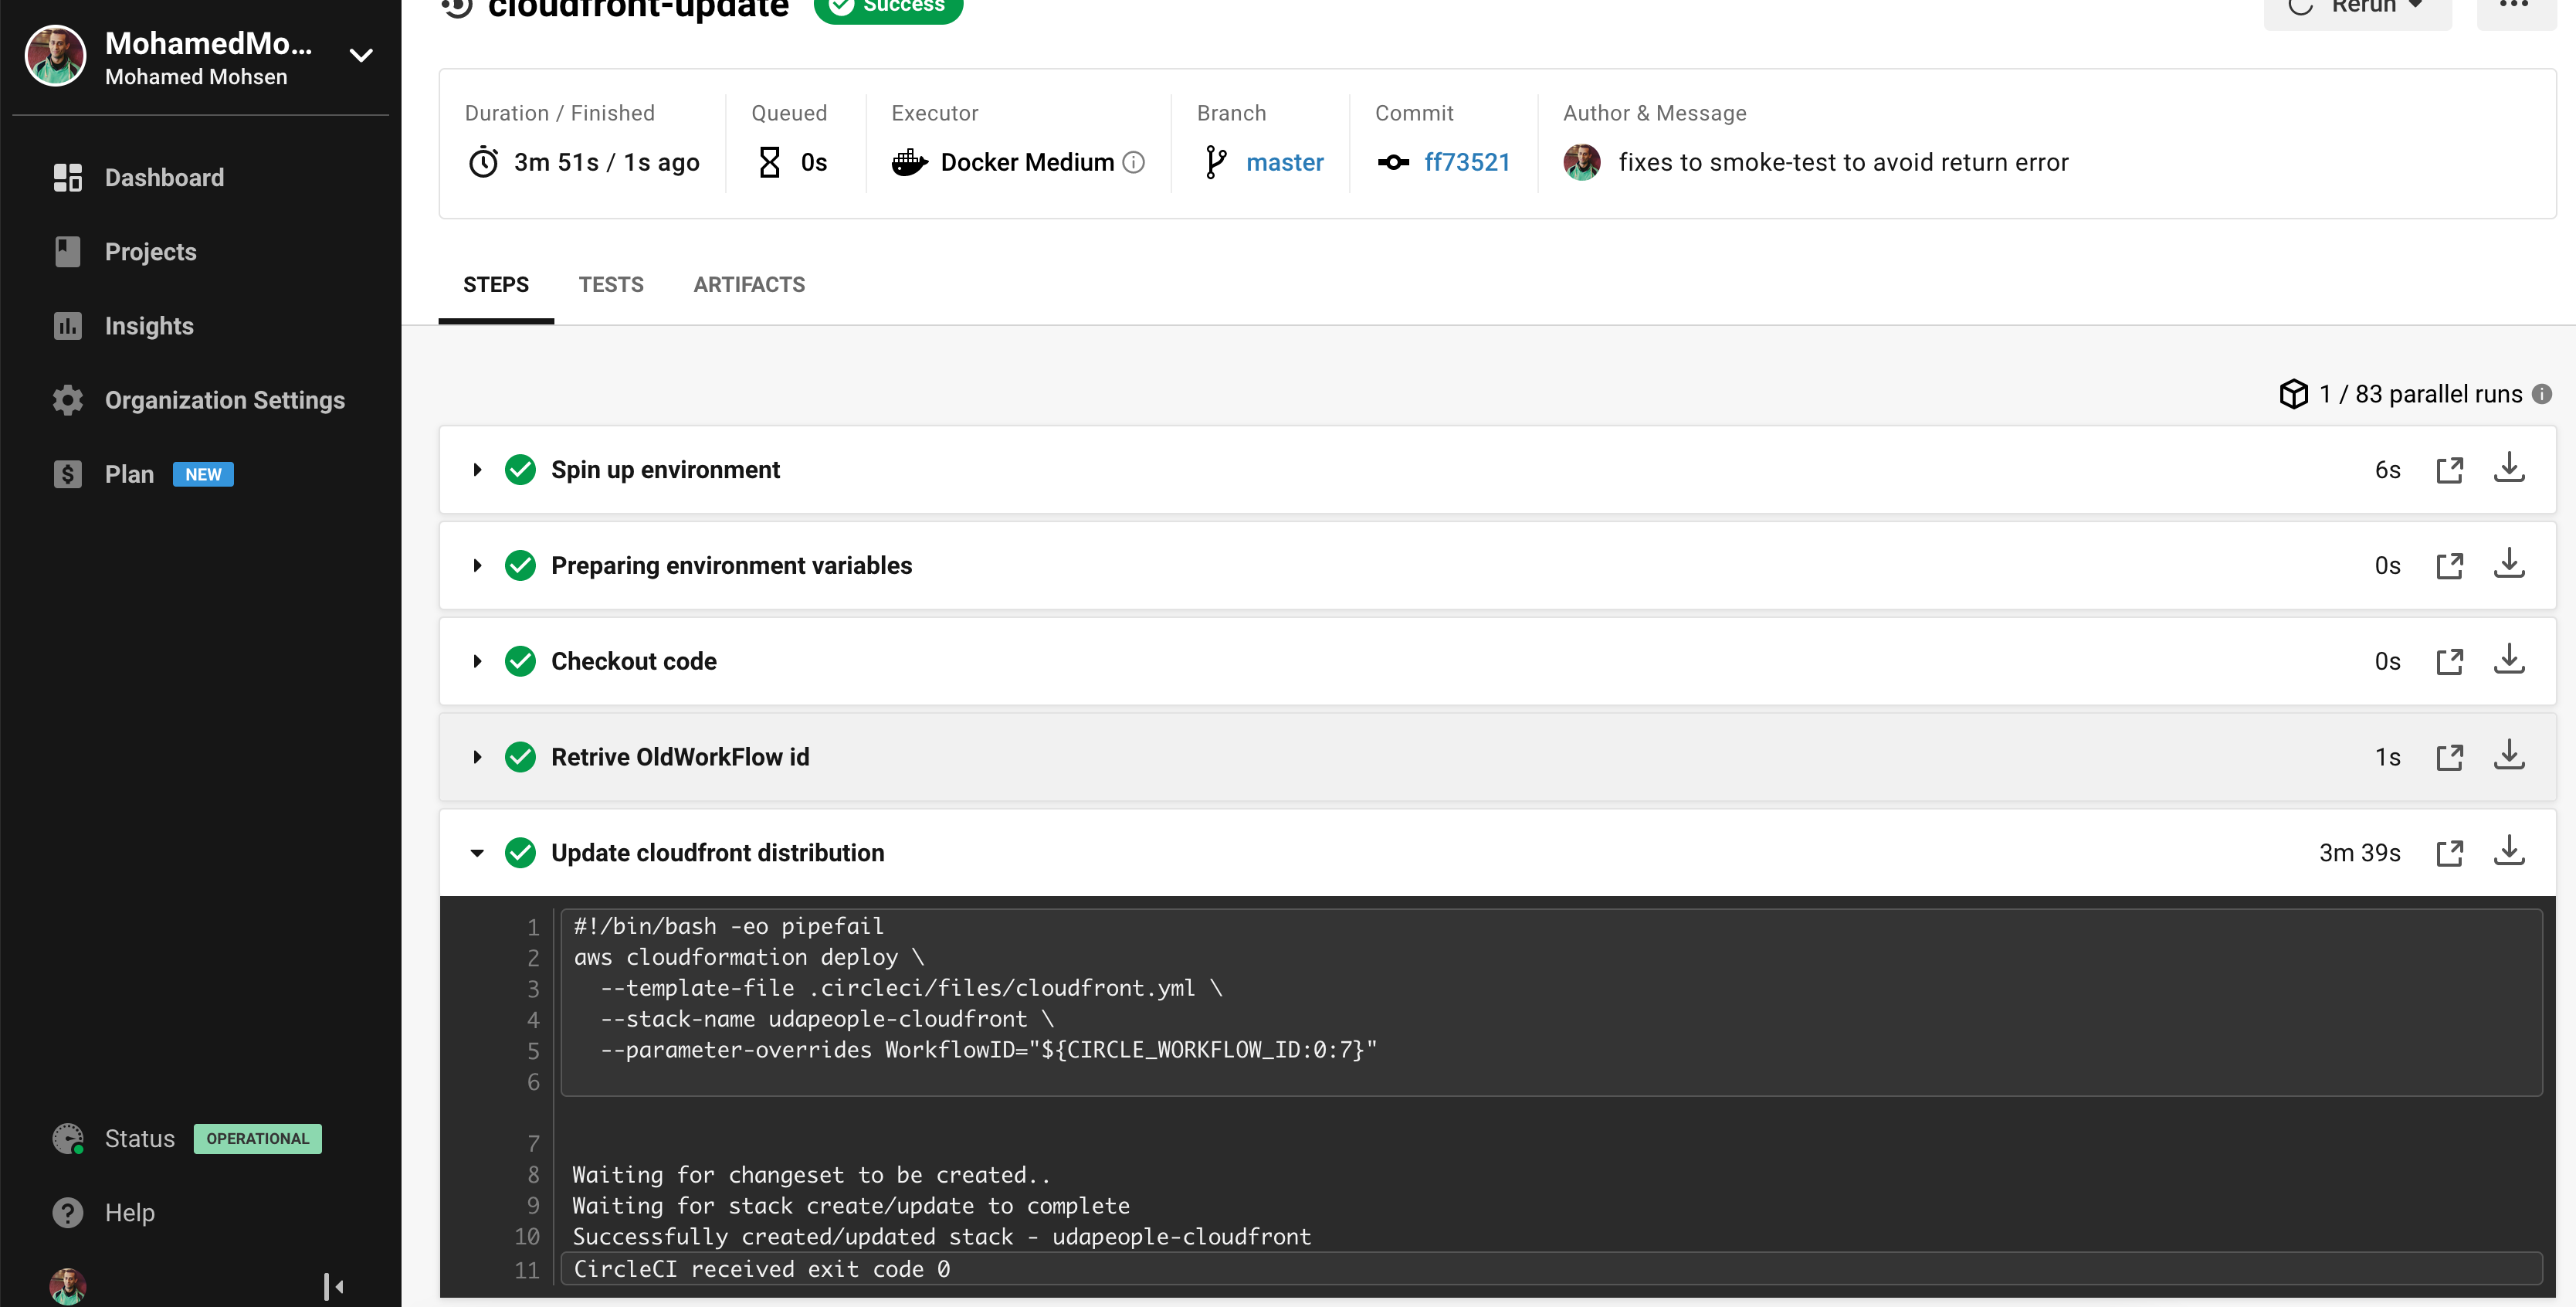 MohamedMo...
Mohamed Mohsen
Dashboard
Projects
Insights
Organization Settings
Plan NEW
Status OPERATIONAL
Help
cloudfront-update Success
Rerun
Duration / Finished
3m 51s / 1s ago
Queued
0s
Executor
Docker Medium
Branch
master
Commit
ff73521
Author & Message
fixes to smoke-test to avoid return error
STEPS TESTS ARTIFACTS
1 / 83 parallel runs
Spin up environment 6s
Preparing environment variables 0s
Checkout code 0s
Retrive OldWorkFlow id 1s
Update cloudfront distribution 3m 39s
1 #!/bin/bash -eo pipefail
2 aws cloudformation deploy \
3 --template-file .circleci/files/cloudfront.yml \
4 --stack-name udapeople-cloudfront \
5 --parameter-overrides WorkflowID="${CIRCLE_WORKFLOW_ID:0:7}"
6
7
8 Waiting for changeset to be created..
9 Waiting for stack create/update to complete
10 Successfully created/updated stack - udapeople-cloudfront
11 CircleCI received exit code 0